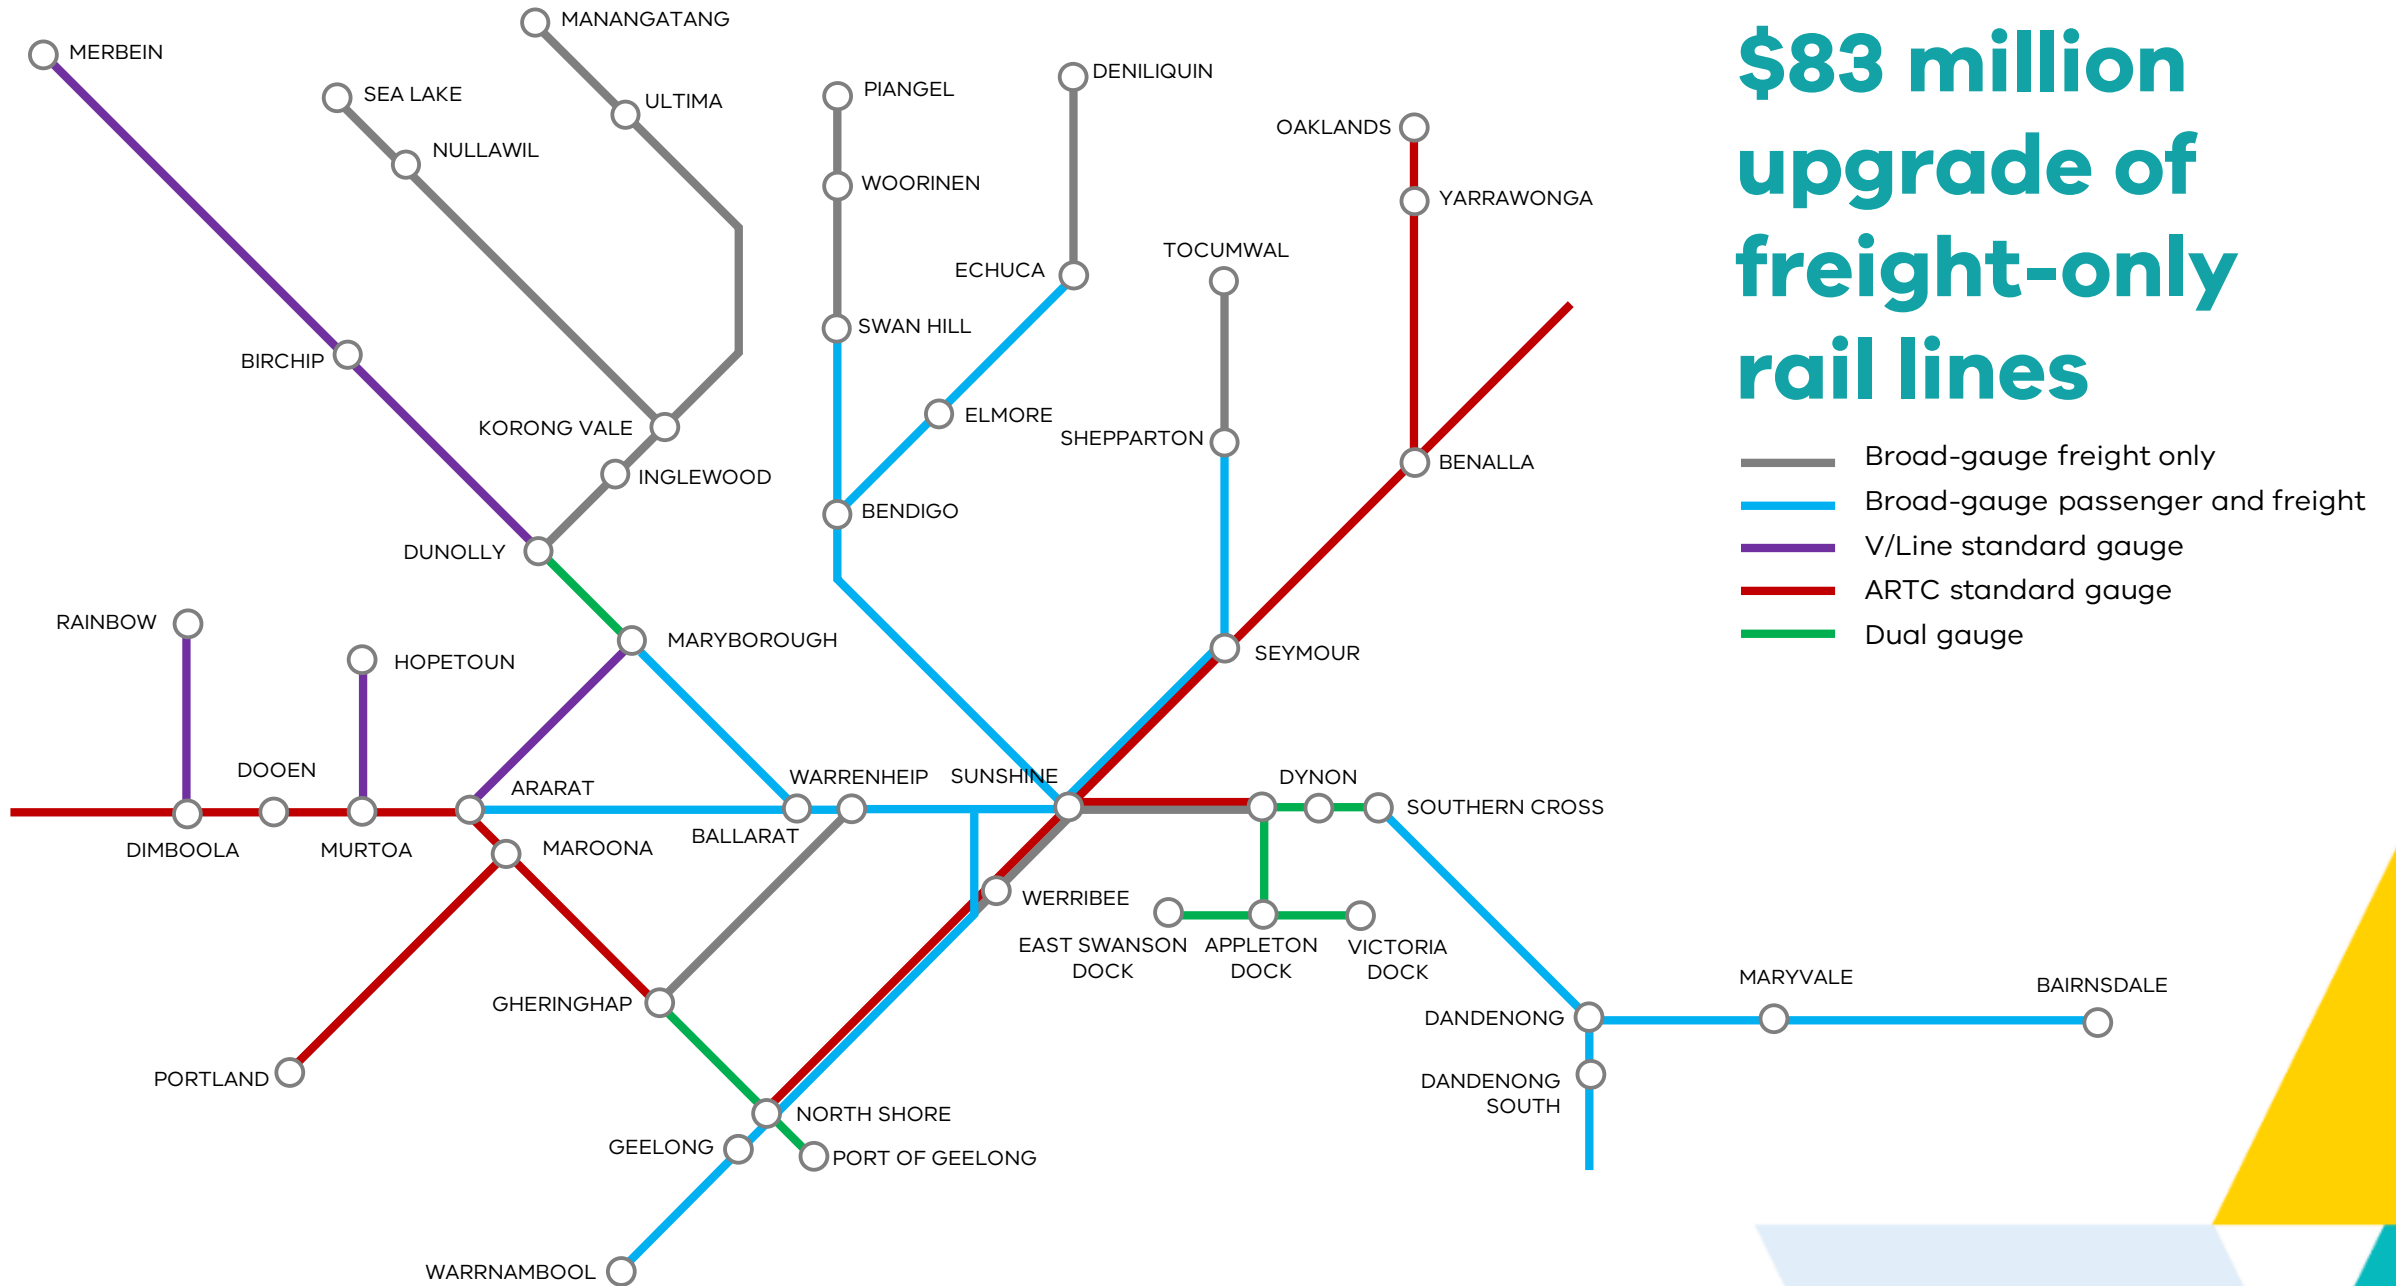 $83 million
upgrade of
freight-only
rail lines
Broad-gauge freight only
Broad-gauge passenger and freight
V/Line standard gauge
ARTC standard gauge
Dual gauge
MERBEIN
MANANGATANG
SEA LAKE
ULTIMA
NULLAWIL
PIANGEL
DENILIQUIN
OAKLANDS
WOORINEN
YARRAWONGA
TOCUMWAL
ECHUCA
SWAN HILL
BIRCHIP
ELMORE
KORONG VALE
SHEPPARTON
BENALLA
INGLEWOOD
BENDIGO
DUNOLLY
RAINBOW
MARYBOROUGH
HOPETOUN
SEYMOUR
DOOEN
ARARAT
WARRENHEIP
SUNSHINE
DYNON
SOUTHERN CROSS
DIMBOOLA
MURTOA
MAROONA
BALLARAT
WERRIBEE
EAST SWANSON
DOCK
APPLETON
DOCK
VICTORIA
DOCK
GHERINGHAP
MARYVALE
BAIRNSDALE
DANDENONG
PORTLAND
DANDENONG
SOUTH
NORTH SHORE
GEELONG
PORT OF GEELONG
WARRNAMBOOL